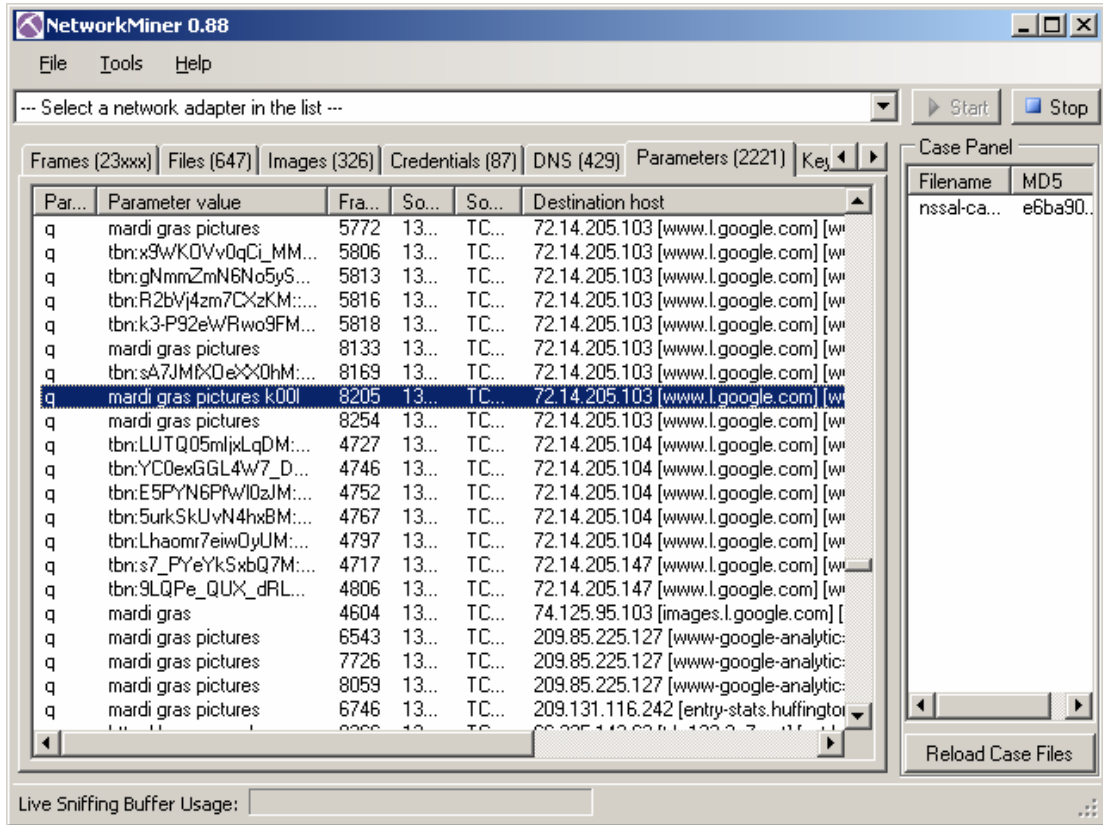 NetworkMiner 0.88
File Tools Help
--- Select a network adapter in the list --- Start Stop
Frames (23xxx) Files (647) Images (326) Credentials (87) DNS (429) Parameters (2221) Key
Case Panel
Filename MD5
nssal-ca... e6ba90...
Par... Parameter value Fra... So... So... Destination host
q mardi gras pictures 5772 13... TC... 72.14.205.103 [www.l.google.com] [w
q tbn:x9WKOVv0qCi_MM... 5806 13... TC... 72.14.205.103 [www.l.google.com] [w
q tbn:gNmmZmN6No5yS... 5813 13... TC... 72.14.205.103 [www.l.google.com] [w
q tbn:R2bVj4zm7CXzKM::... 5816 13... TC... 72.14.205.103 [www.l.google.com] [w
q tbn:k3-P92eWRwo9FM... 5818 13... TC... 72.14.205.103 [www.l.google.com] [w
q mardi gras pictures 8133 13... TC... 72.14.205.103 [www.l.google.com] [w
q tbn:sA7JMfXOeXX0hM:... 8169 13... TC... 72.14.205.103 [www.l.google.com] [w
q mardi gras pictures k00l 8205 13... TC... 72.14.205.103 [www.l.google.com] [w
q mardi gras pictures 8254 13... TC... 72.14.205.103 [www.l.google.com] [w
q tbn:LUTQ05mljxLqDM:... 4727 13... TC... 72.14.205.104 [www.l.google.com] [w
q tbn:YC0exGGL4W7_D... 4746 13... TC... 72.14.205.104 [www.l.google.com] [w
q tbn:E5PYN6PfWl0zJM:... 4752 13... TC... 72.14.205.104 [www.l.google.com] [w
q tbn:5urkSkUvN4hxBM:... 4767 13... TC... 72.14.205.104 [www.l.google.com] [w
q tbn:Lhaomr7eiwOyUM:... 4797 13... TC... 72.14.205.104 [www.l.google.com] [w
q tbn:s7_PYeYkSxbQ7M:... 4717 13... TC... 72.14.205.147 [www.l.google.com] [w
q tbn:9LQPe_QUX_dRL... 4806 13... TC... 72.14.205.147 [www.l.google.com] [w
q mardi gras 4604 13... TC... 74.125.95.103 [images.l.google.com] [
q mardi gras pictures 6543 13... TC... 209.85.225.127 [www-google-analytic
q mardi gras pictures 7726 13... TC... 209.85.225.127 [www-google-analytic
q mardi gras pictures 8059 13... TC... 209.85.225.127 [www-google-analytic
q mardi gras pictures 6746 13... TC... 209.131.116.242 [entry-stats.huffingto
Reload Case Files
Live Sniffing Buffer Usage: